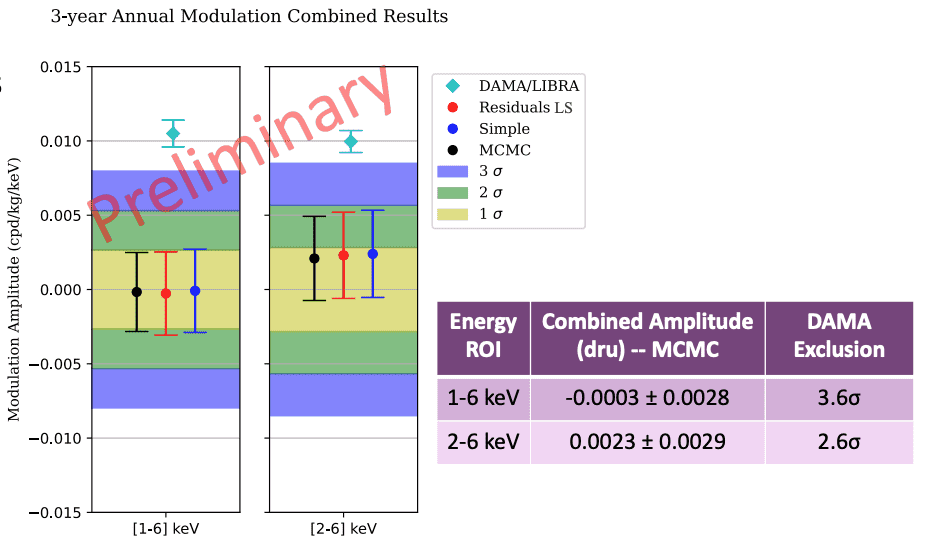 3-year Annual Modulation Combined Results
Modulation Amplitude (cpd/kg/keV)
0.015
0.010
0.005
0.000
−0.005
−0.010
−0.015
[1-6] keV
[2-6] keV
Preliminary
DAMA/LIBRA
Residuals LS
Simple
MCMC
3 σ
2 σ
1 σ
Energy ROI | Combined Amplitude (dru) -- MCMC | DAMA Exclusion
1-6 keV | -0.0003 ± 0.0028 | 3.6σ
2-6 keV | 0.0023 ± 0.0029 | 2.6σ